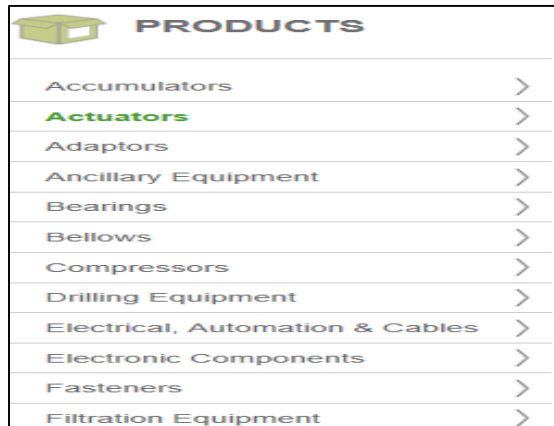 PRODUCTS
Accumulators
Actuators
Adaptors
Ancillary Equipment
Bearings
Bellows
Compressors
Drilling Equipment
Electrical, Automation & Cables
Electronic Components
Fasteners
Filtration Equipment